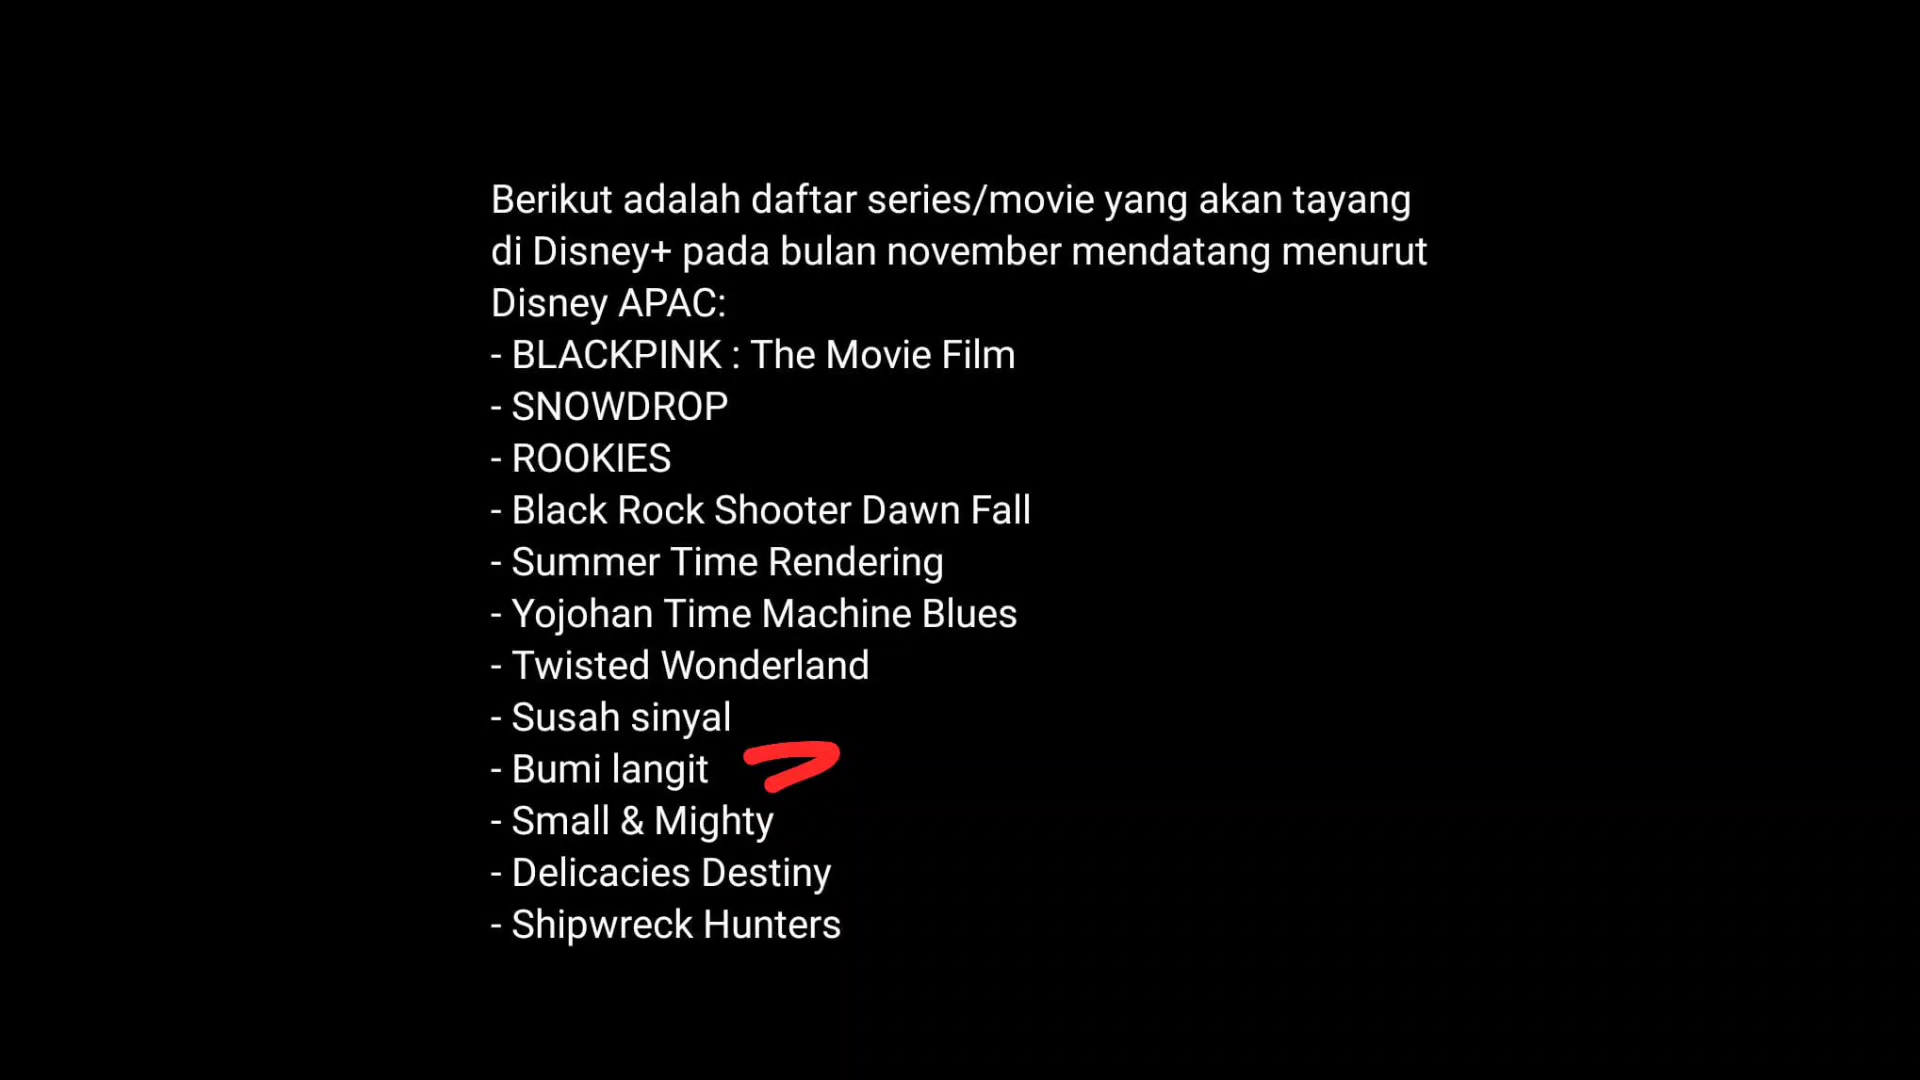 Berikut adalah daftar series/movie yang akan tayang
di Disney+ pada bulan november mendatang menurut
Disney APAC:
- BLACKPINK : The Movie Film
- SNOWDROP
- ROOKIES
- Black Rock Shooter Dawn Fall
- Summer Time Rendering
- Yojohan Time Machine Blues
- Twisted Wonderland
- Susah sinyal
- Bumi langit
- Small & Mighty
- Delicacies Destiny
- Shipwreck Hunters